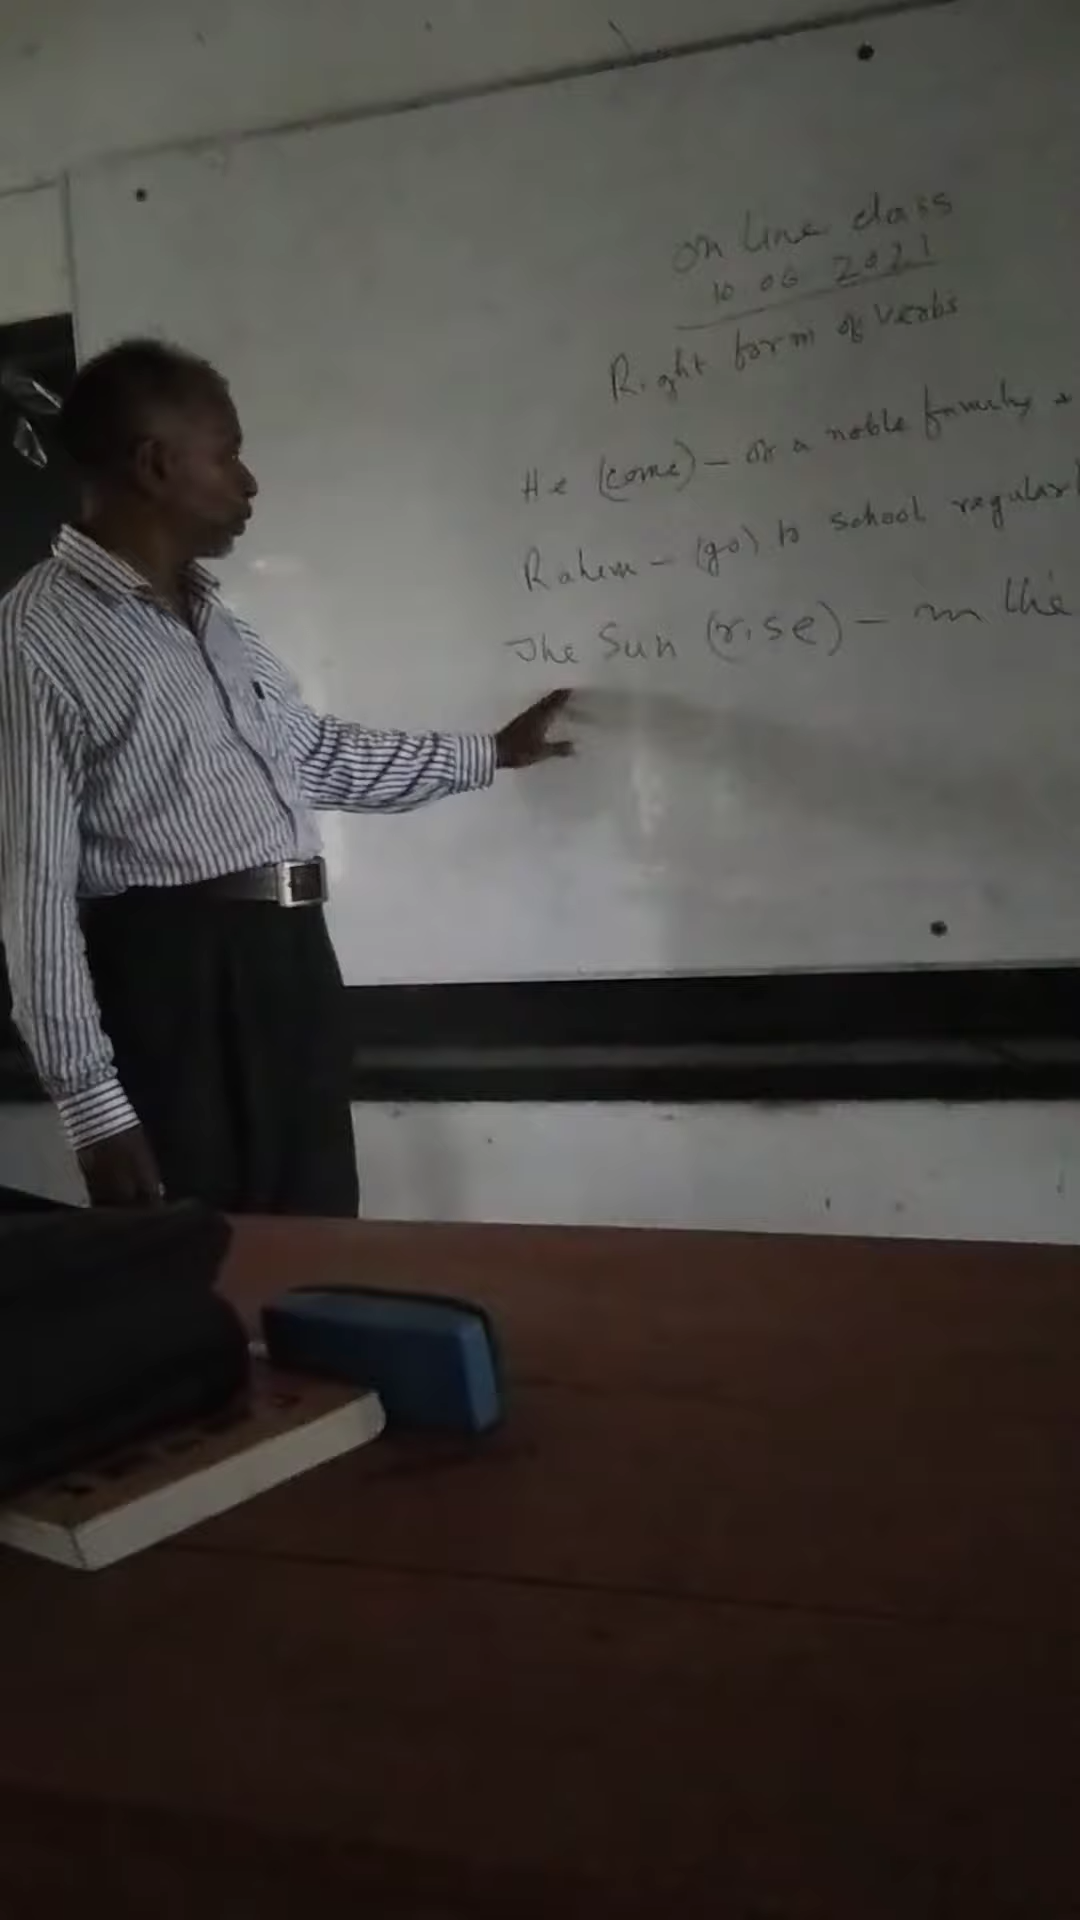 on line class
10 06 2021
Right form of verbs
He (come) — of a noble family
Rahim — (go) to school regularl
The Sun (rise) — in the